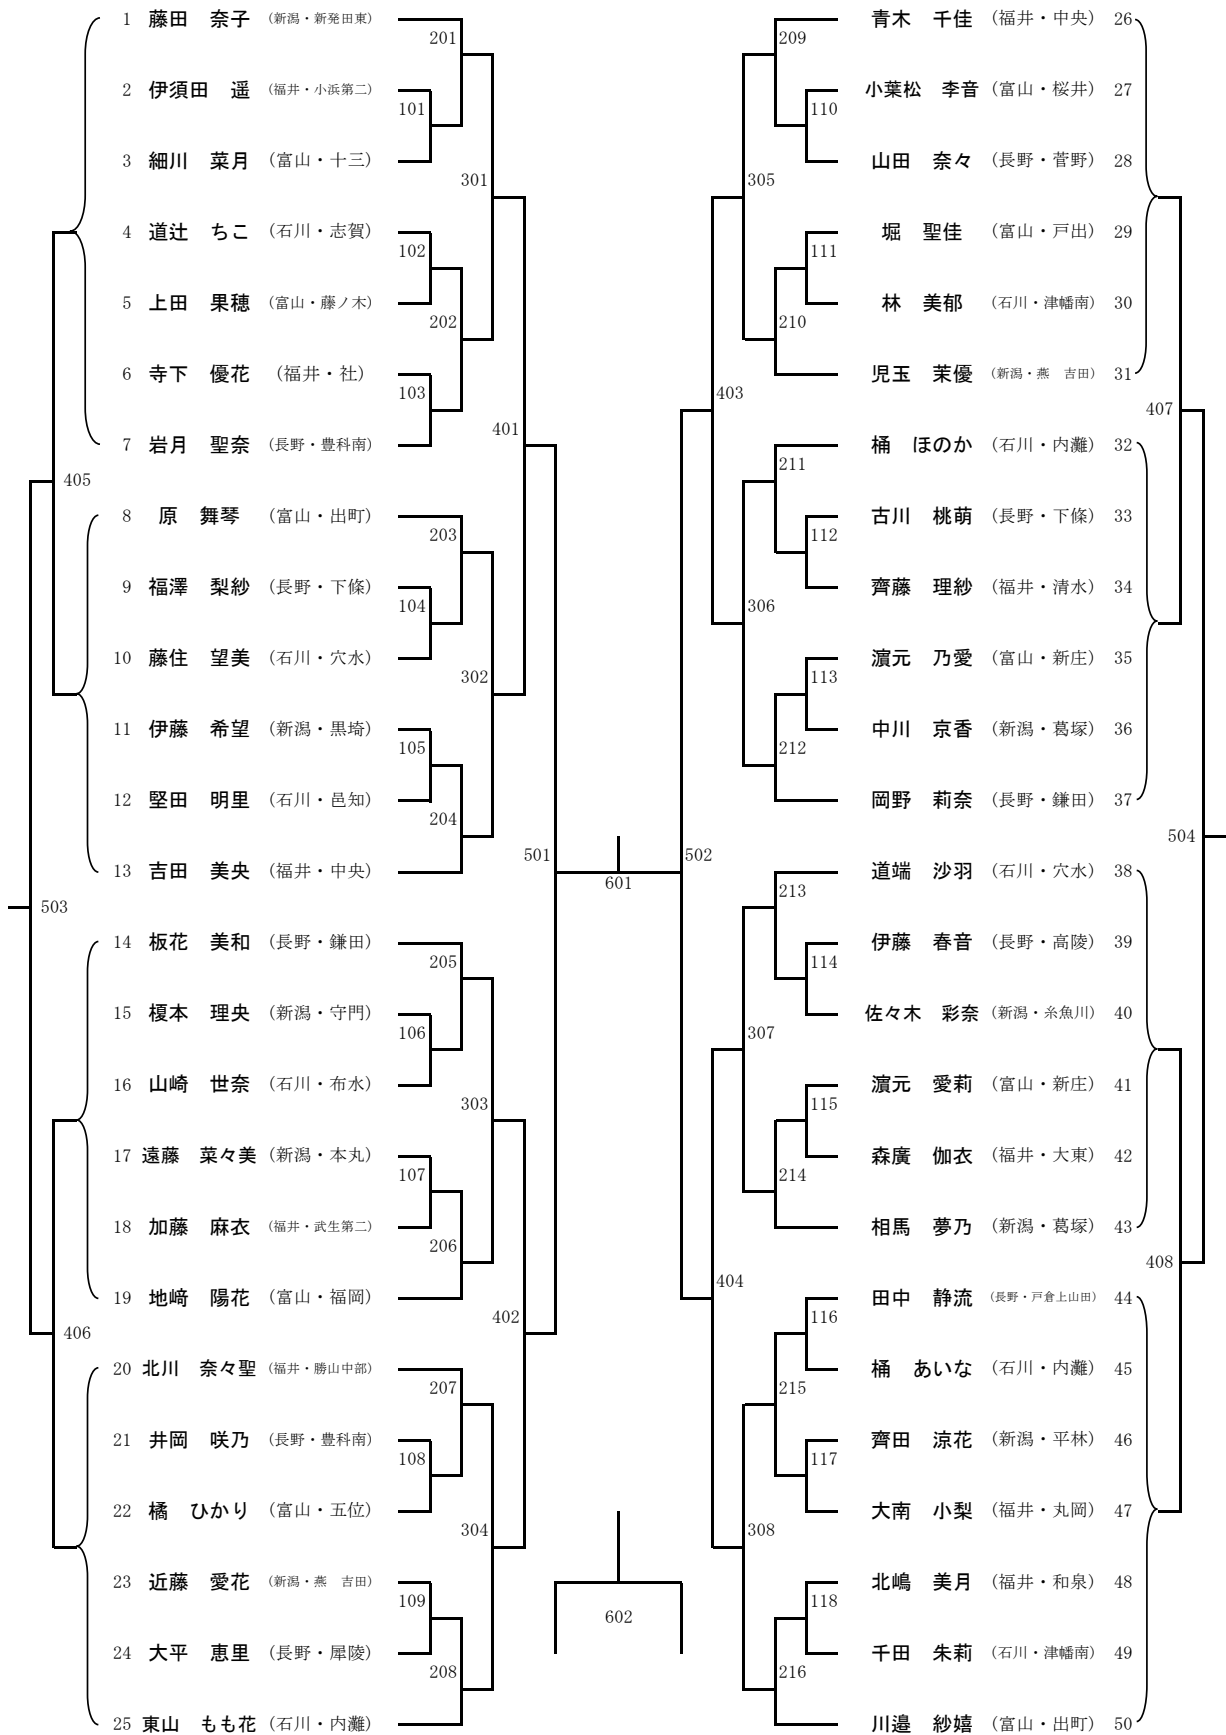 1 藤田 奈子 (新潟・新発田東)
2 伊須田 遥 (福井・小浜第二)
3 細川 菜月 (富山・十三)
4 道辻 ちこ (石川・志賀)
5 上田 果穂 (富山・藤ノ木)
6 寺下 優花 (福井・社)
7 岩月 聖奈 (長野・豊科南)
8 原 舞琴 (富山・出町)
9 福澤 梨紗 (長野・下條)
10 藤住 望美 (石川・穴水)
11 伊藤 希望 (新潟・黒埼)
12 堅田 明里 (石川・邑知)
13 吉田 美央 (福井・中央)
14 板花 美和 (長野・鎌田)
15 榎本 理央 (新潟・守門)
16 山崎 世奈 (石川・布水)
17 遠藤 菜々美 (新潟・本丸)
18 加藤 麻衣 (福井・武生第二)
19 地﨑 陽花 (富山・福岡)
20 北川 奈々聖 (福井・勝山中部)
21 井岡 咲乃 (長野・豊科南)
22 橘 ひかり (富山・五位)
23 近藤 愛花 (新潟・燕 吉田)
24 大平 恵里 (長野・犀陵)
25 東山 もも花 (石川・内灘)
201
101
301
102
202
103
401
405
203
104
302
105
204
501
503
205
106
303
107
206
402
406
207
108
304
109
208
601
602
209
110
305
111
210
403
407
211
112
306
113
212
502
504
213
114
307
115
214
404
408
116
215
117
308
118
216
青木 千佳 (福井・中央) 26
小葉松 李音 (富山・桜井) 27
山田 奈々 (長野・菅野) 28
堀 聖佳 (富山・戸出) 29
林 美郁 (石川・津幡南) 30
児玉 茉優 (新潟・燕 吉田) 31
桶 ほのか (石川・内灘) 32
古川 桃萌 (長野・下條) 33
齊藤 理紗 (福井・清水) 34
濵元 乃愛 (富山・新庄) 35
中川 京香 (新潟・葛塚) 36
岡野 莉奈 (長野・鎌田) 37
道端 沙羽 (石川・穴水) 38
伊藤 春音 (長野・高陵) 39
佐々木 彩奈 (新潟・糸魚川) 40
濵元 愛莉 (富山・新庄) 41
森廣 伽衣 (福井・大東) 42
相馬 夢乃 (新潟・葛塚) 43
田中 静流 (長野・戸倉上山田) 44
桶 あいな (石川・内灘) 45
齊田 涼花 (新潟・平林) 46
大南 小梨 (福井・丸岡) 47
北嶋 美月 (福井・和泉) 48
千田 朱莉 (石川・津幡南) 49
川邉 紗嬉 (富山・出町) 50